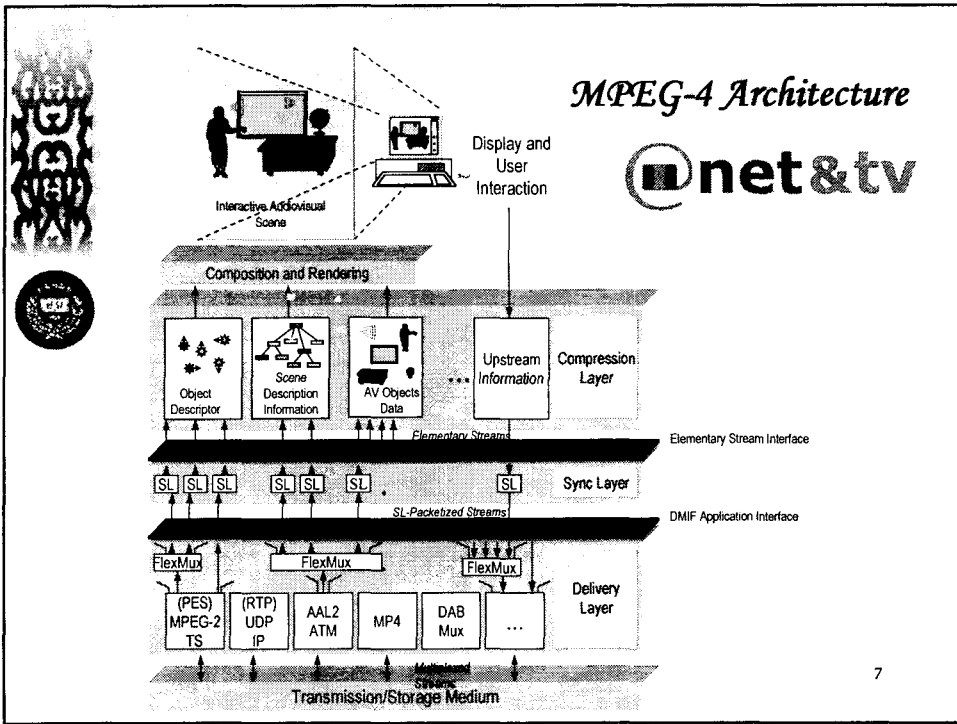 MPEG-4 Architecture
net&tv
Display and
User
Interaction
Interactive Audiovisual
Scene
Composition and Rendering
Object
Descriptor
Scene
Description
Information
AV Objects
Data
...
Upstream
Information
Compression
Layer
Elementary Streams
Elementary Stream Interface
SL SL SL SL SL SL SL
Sync Layer
SL-Packetized Streams
DMIF Application Interface
FlexMux
FlexMux
FlexMux
(PES)
MPEG-2
TS
(RTP)
UDP
IP
AAL2
ATM
MP4
DAB
Mux
...
Delivery
Layer
Multiplexed
Streams
Transmission/Storage Medium
7